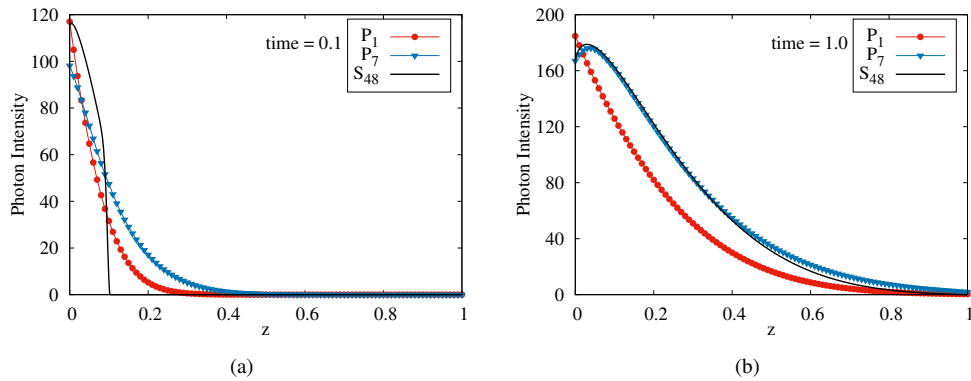 120
100
80
60
40
20
0
Photon Intensity
0 0.2 0.4 0.6 0.8 1
z
time = 0.1
P1
P7
S48
(a)
200
160
120
80
40
0
Photon Intensity
0 0.2 0.4 0.6 0.8 1
z
time = 1.0
P1
P7
S48
(b)